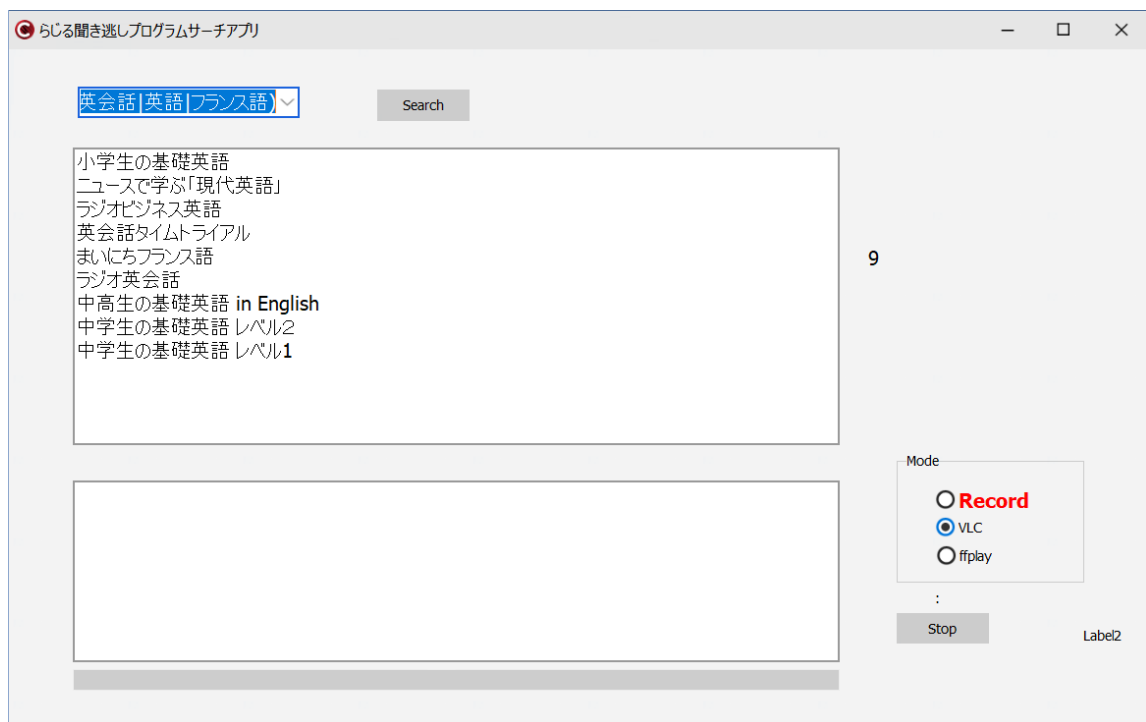 らじる聞き逃しプログラムサーチアプリ
英会話|英語|フランス語)
Search
小学生の基礎英語
ニュースで学ぶ「現代英語」
ラジオビジネス英語
英会話タイムトライアル
まいにちフランス語
9
ラジオ英会話
中高生の基礎英語 in English
中学生の基礎英語 レベル２
中学生の基礎英語 レベル1
Mode
Record
VLC
ffplay
:
Stop
Label2